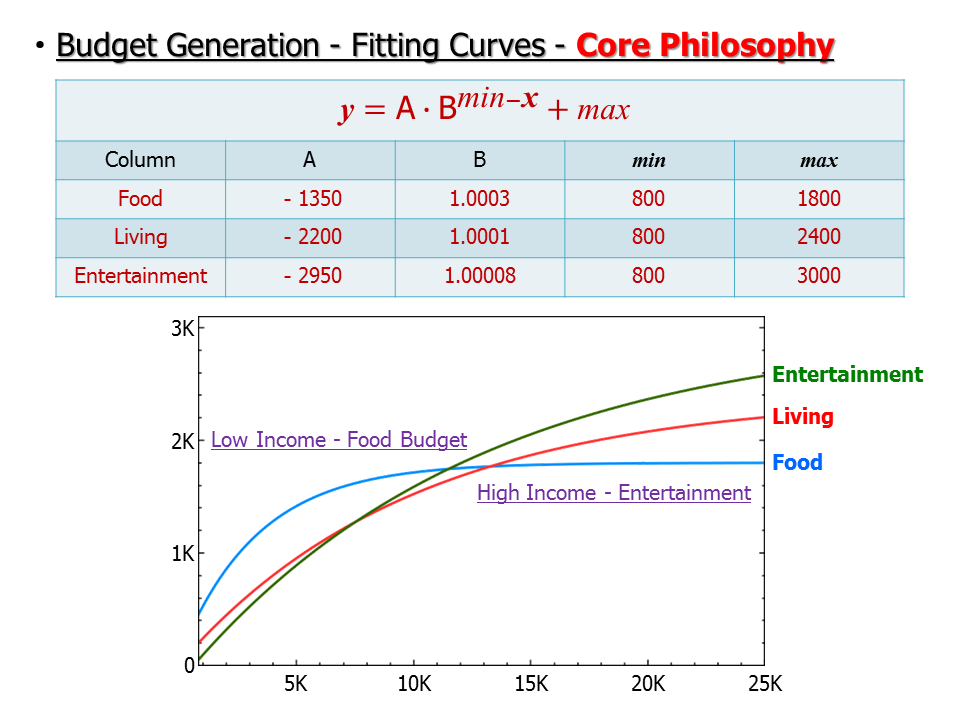 • Budget Generation - Fitting Curves - Core Philosophy
y = A · B^{min−x} + max
Column A B min max
Food - 1350 1.0003 800 1800
Living - 2200 1.0001 800 2400
Entertainment - 2950 1.00008 800 3000
3K
Entertainment
Living
2K Low Income - Food Budget
Food
High Income - Entertainment
1K
0
5K 10K 15K 20K 25K